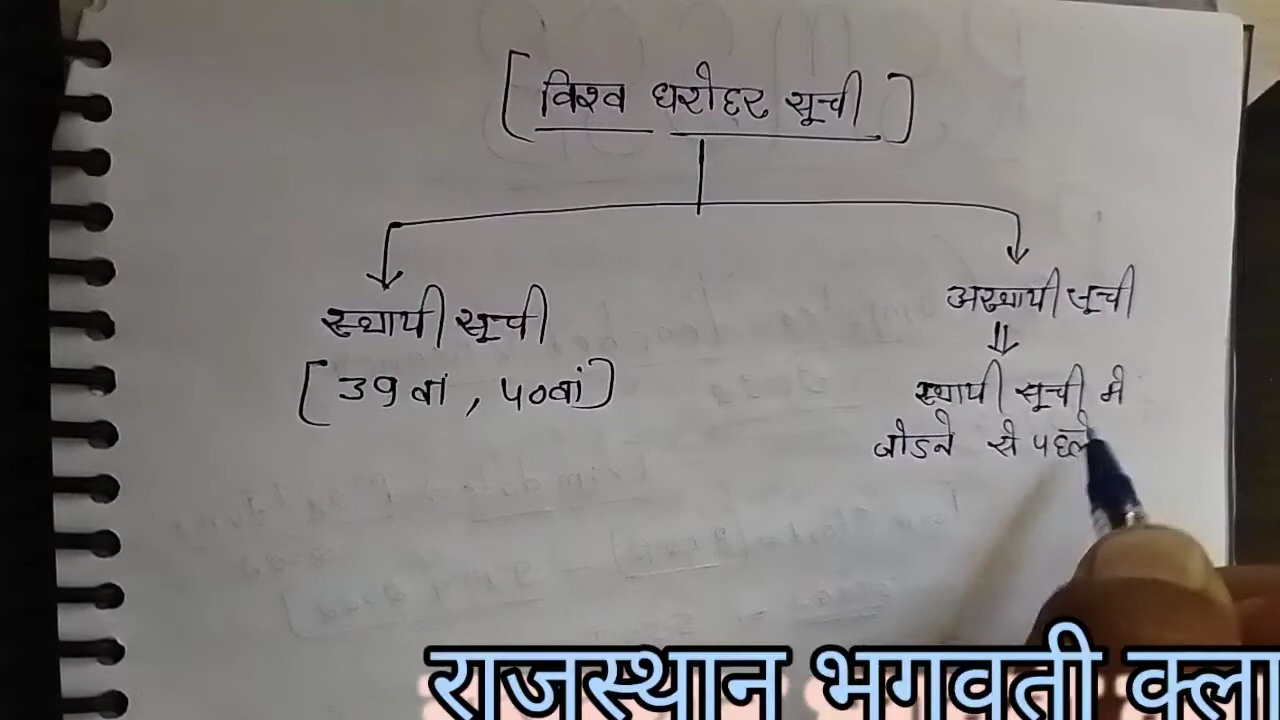 [विश्व धरोहर सूची]
स्थायी सूची
[39वां, 40वां]
अस्थायी सूची
स्थायी सूची मे
जोडने से पहले
राजस्थान भगवती क्ला